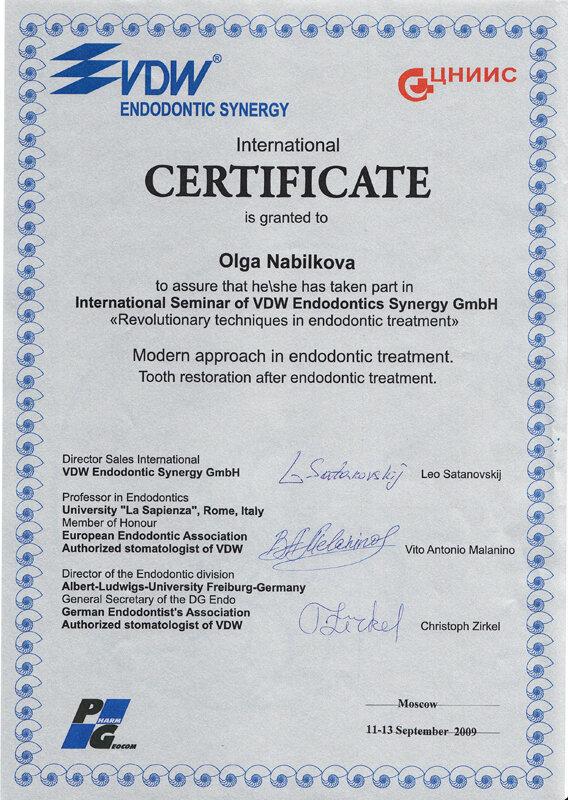 VDW®
ENDODONTIC SYNERGY
ЦНИИС
International
CERTIFICATE
is granted to
Olga Nabilkova
to assure that he\she has taken part in
International Seminar of VDW Endodontics Synergy GmbH
«Revolutionary techniques in endodontic treatment»
Modern approach in endodontic treatment.
Tooth restoration after endodontic treatment.
Director Sales International
VDW Endodontic Synergy GmbH
L. Satanovskij
Leo Satanovskij
Professor in Endodontics
University "La Sapienza", Rome, Italy
Member of Honour
European Endodontic Association
Authorized stomatologist of VDW
Vito Antonio Malanino
Director of the Endodontic division
Albert-Ludwigs-University Freiburg-Germany
General Secretary of the DG Endo
German Endodontist's Association
Authorized stomatologist of VDW
Zirkel
Christoph Zirkel
PHARM
GEOCOM
Moscow
11-13 September 2009